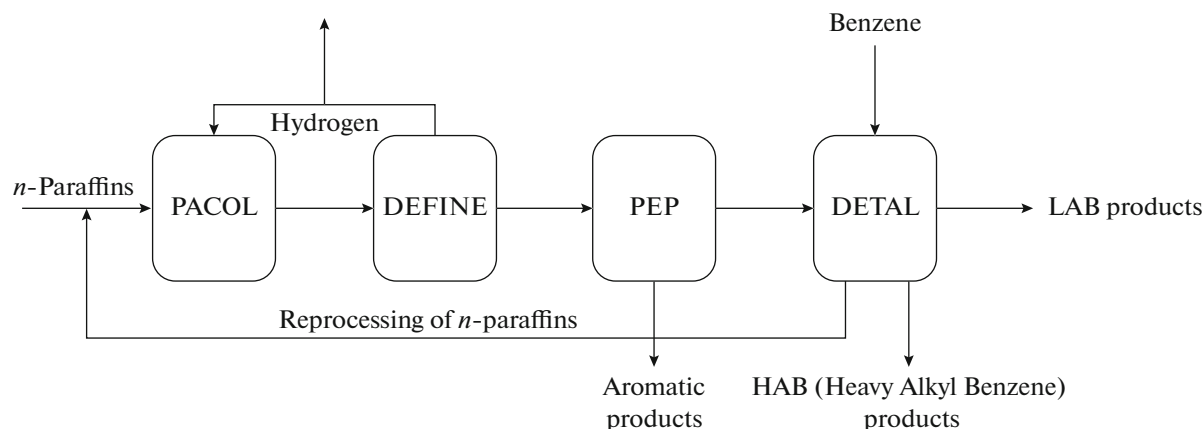 Benzene
Hydrogen
n-Paraffins
PACOL
DEFINE
PEP
DETAL
LAB products
Reprocessing of n-paraffins
Aromatic
products
HAB (Heavy Alkyl Benzene)
products